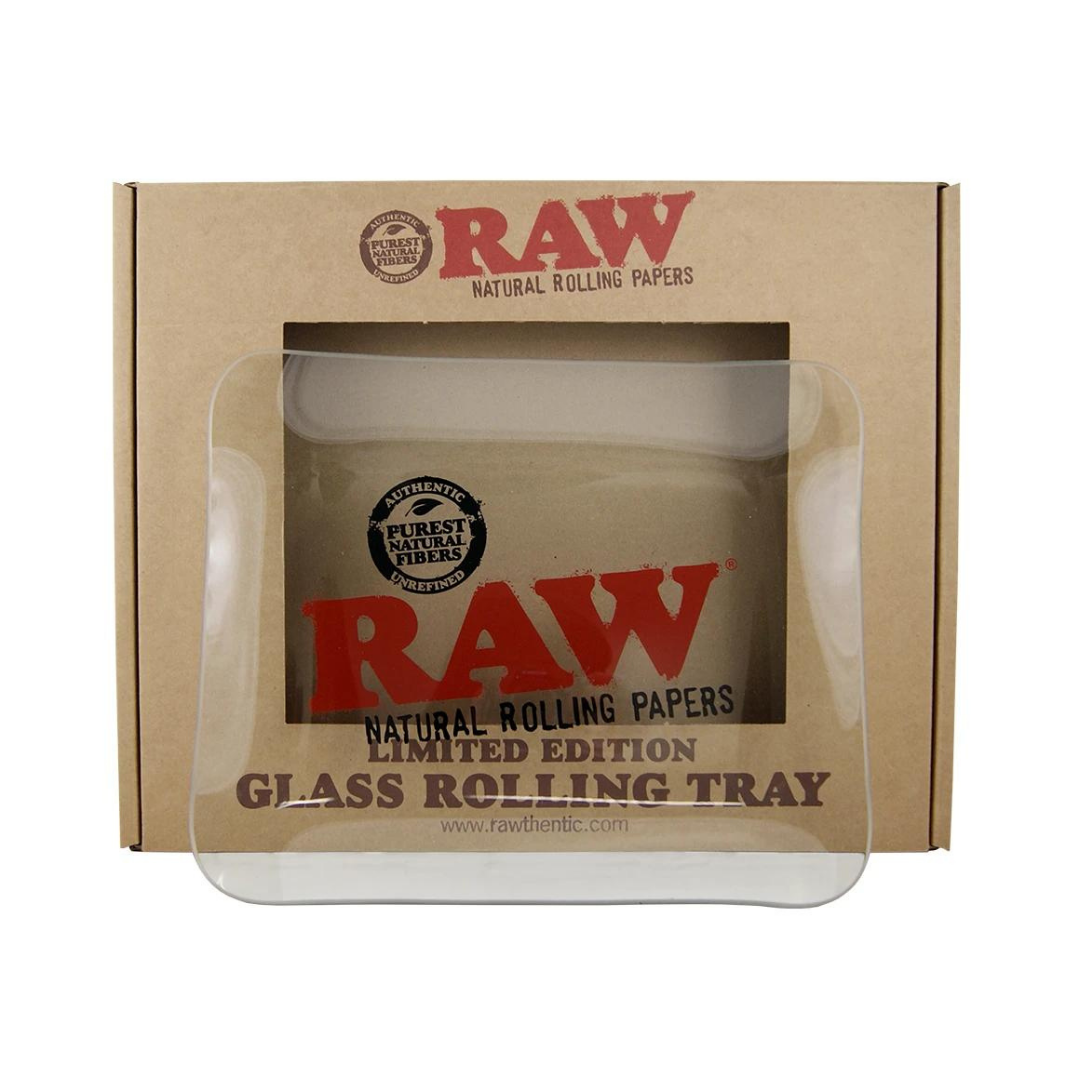 AUTHENTIC
PUREST
NATURAL
FIBERS
UNREFINED
RAW
NATURAL ROLLING PAPERS
AUTHENTIC
PUREST
NATURAL
FIBERS
UNREFINED
RAW®
NATURAL ROLLING PAPERS
LIMITED EDITION
GLASS ROLLING TRAY
www.rawthentic.com